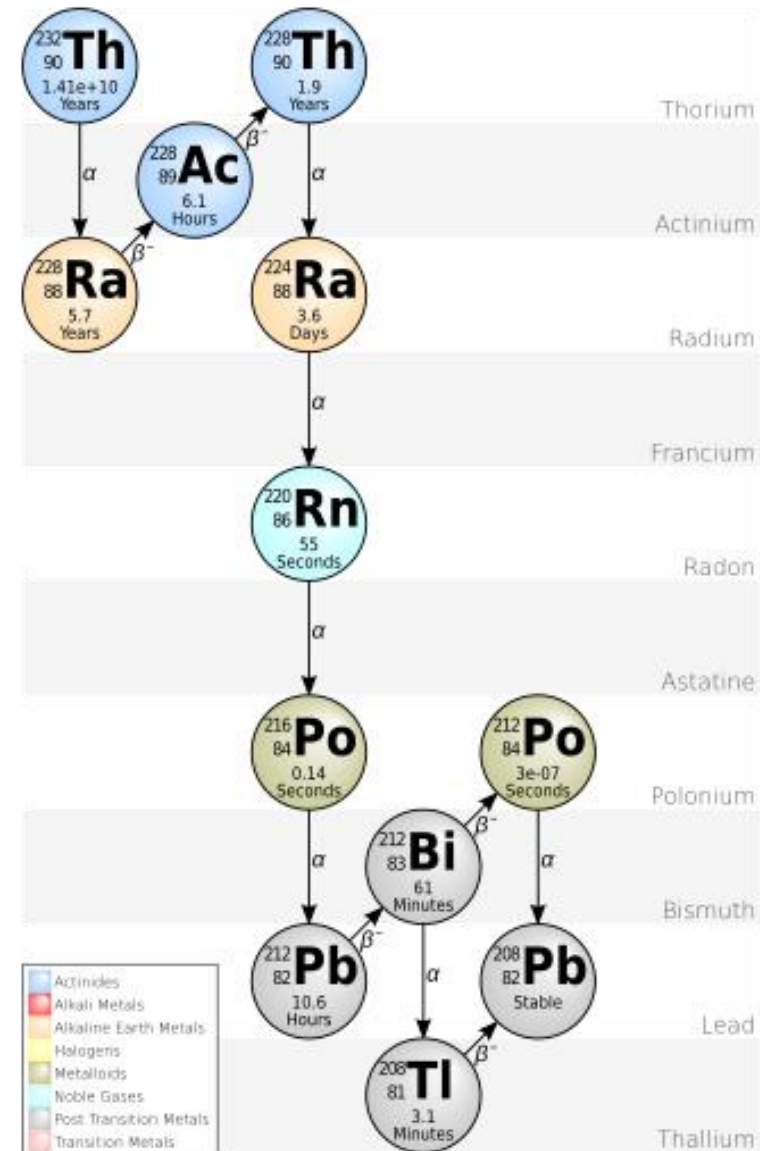 232
90 Th
1.41e+10
Years
228
90 Th
1.9
Years
Thorium
α
β⁻
α
228
89 Ac
6.1
Hours
Actinium
β⁻
228
88 Ra
5.7
Years
224
88 Ra
3.6
Days
Radium
α
Francium
220
86 Rn
55
Seconds
Radon
α
Astatine
216
84 Po
0.14
Seconds
212
84 Po
3e-07
Seconds
Polonium
α
β⁻
α
212
83 Bi
61
Minutes
Bismuth
β⁻
212
82 Pb
10.6
Hours
α
208
82 Pb
Stable
Lead
β⁻
208
81 Tl
3.1
Minutes
Thallium
Actinides
Alkali Metals
Alkaline Earth Metals
Halogens
Metalloids
Noble Gases
Post Transition Metals
Transition Metals